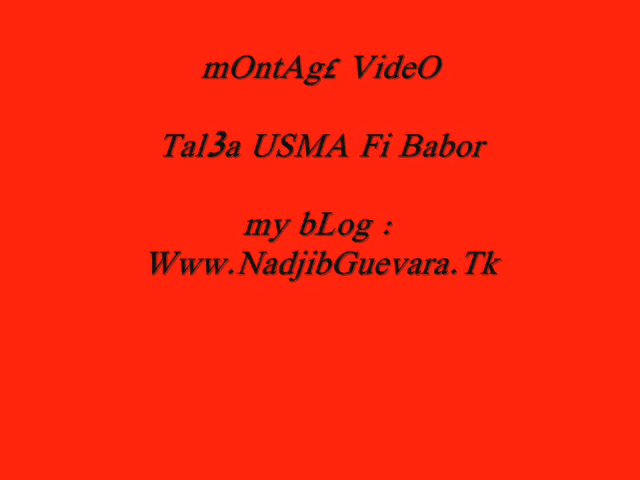 mOntAg£ VideO
Tal3a USMA Fi Babor
my bLog :
Www.NadjibGuevara.Tk